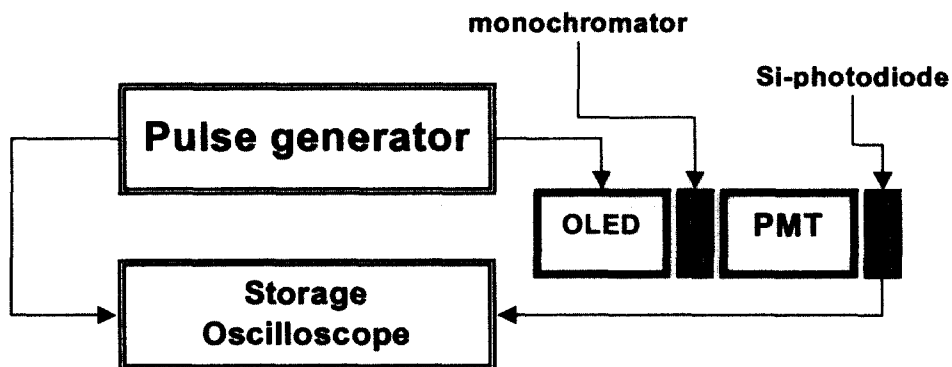 monochromator
Si-photodiode
Pulse generator
OLED
PMT
Storage
Oscilloscope